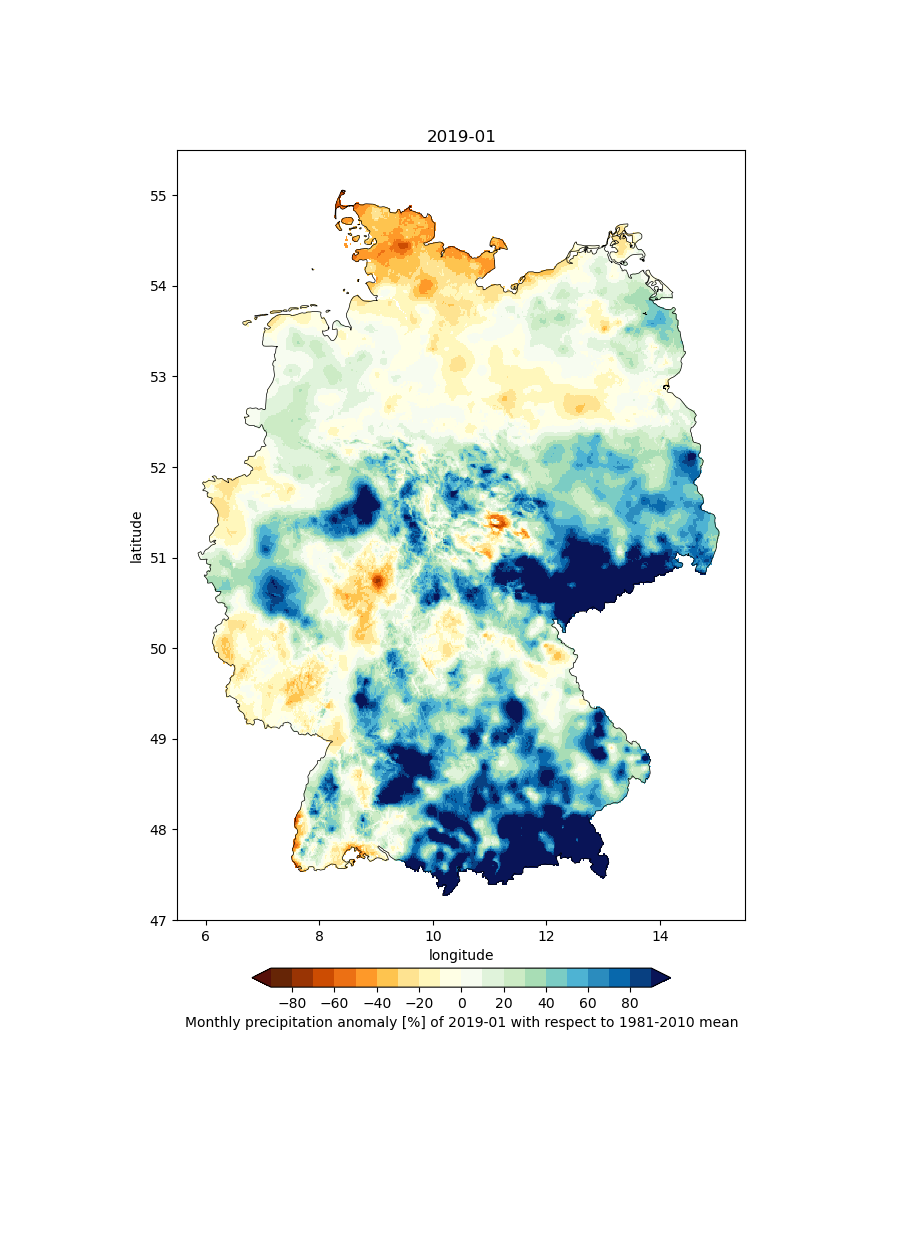 2019-01
55
54
53
52
51
50
49
48
47
latitude
6 8 10 12 14
longitude
−80 −60 −40 −20 0 20 40 60 80
Monthly precipitation anomaly [%] of 2019-01 with respect to 1981-2010 mean